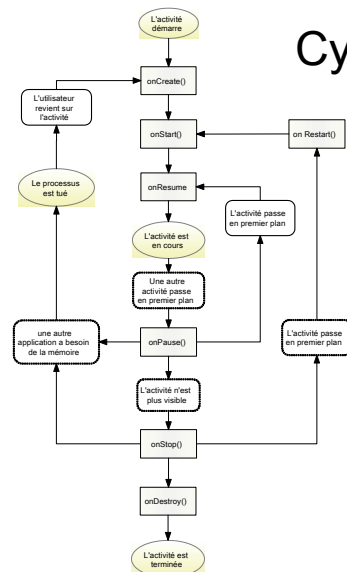 L'activité
démarre
Cy
onCreate()
L'utilisateur
revient sur
l'activité
onStart()
on Restart()
Le processus
est tué
onResume
L'activité passe
en premier plan
L'activité est
en cours
Une autre
activité passe
en premier plan
une autre
application a besoin
de la mémoire
onPause()
L'activité passe
en premier plan
L'activité n'est
plus visible
onStop()
onDestroy()
L'activité est
terminée